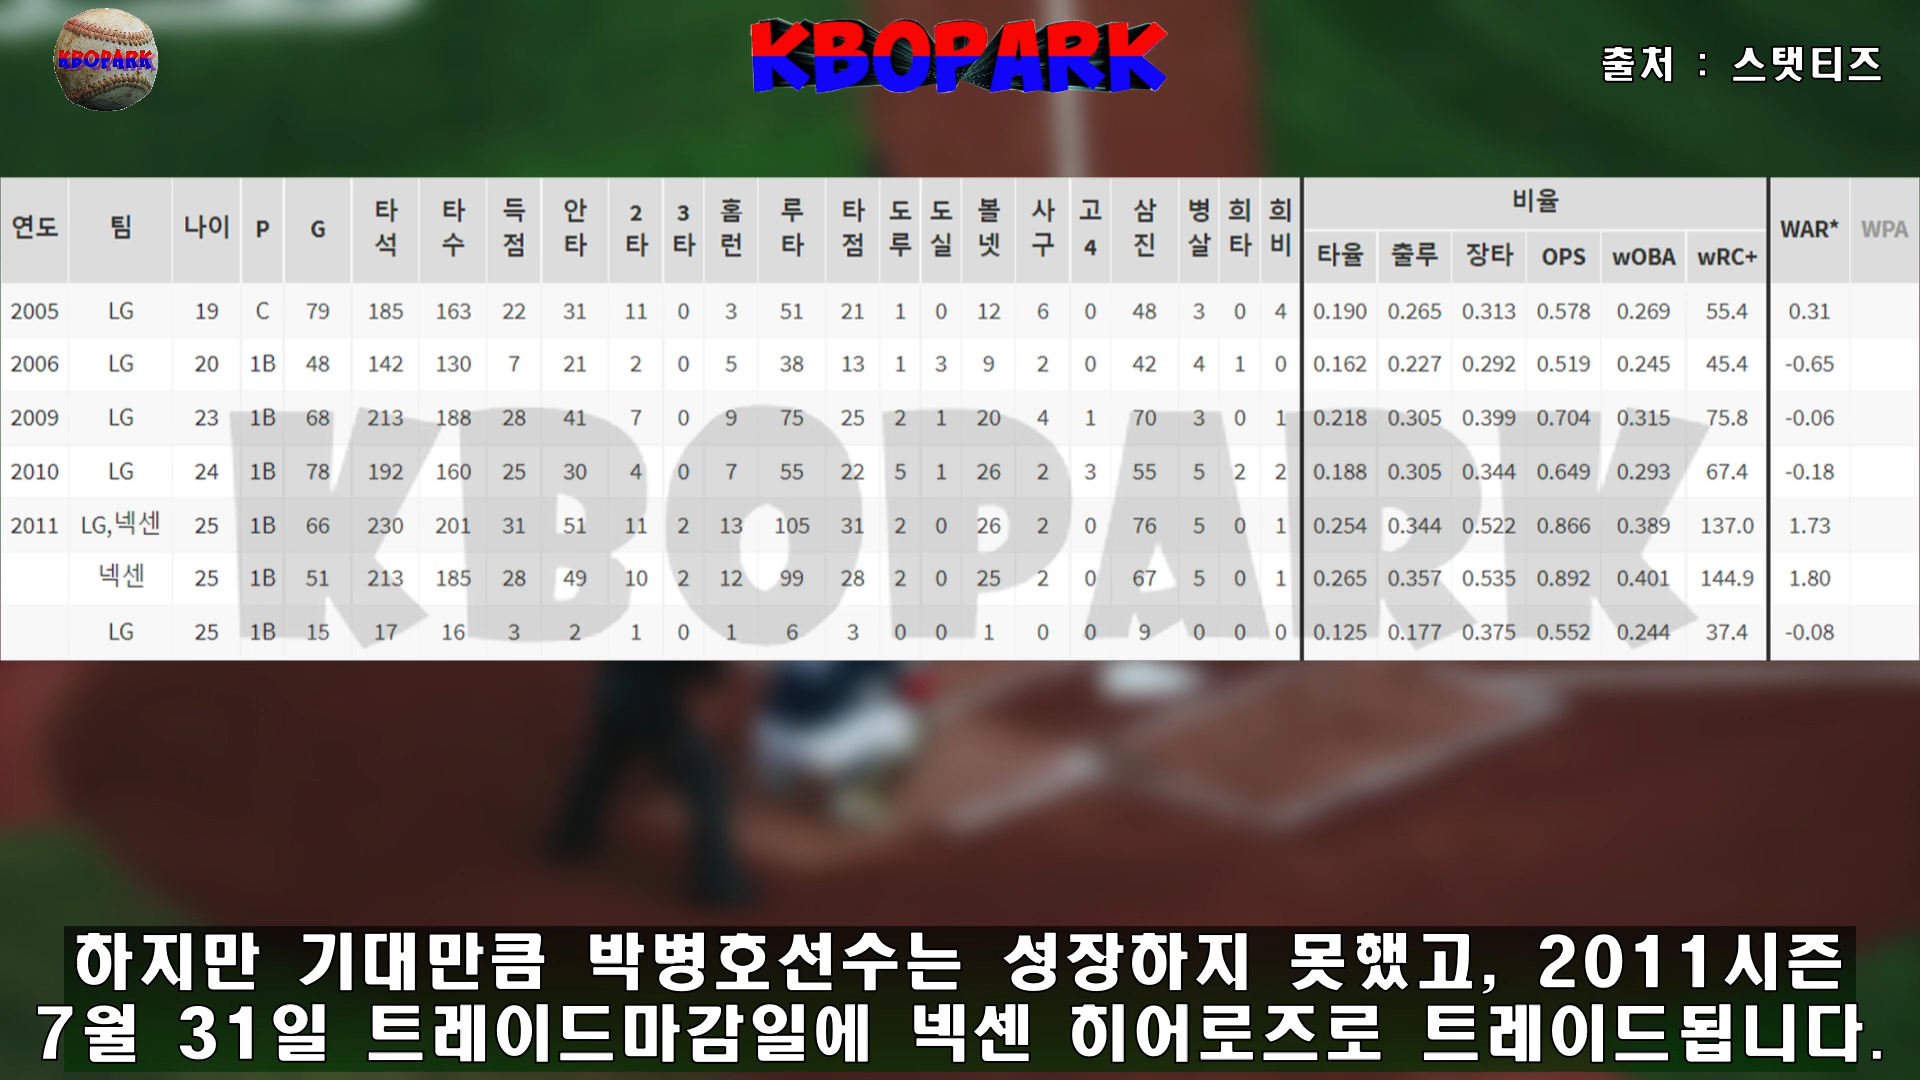 KBOPARK
KBOPARK
출처 : 스탯티즈
연도 팀 나이 P G 타석 타수 득점 안타 2타 3타 홈런 루타 타점 도루 도실 볼넷 사구 고4 삼진 병살 희타 희비 비율 WAR* WPA
타율 출루 장타 OPS wOBA wRC+
2005 LG 19 C 79 185 163 22 31 11 0 3 51 21 1 0 12 6 0 48 3 0 4 0.190 0.265 0.313 0.578 0.269 55.4 0.31
2006 LG 20 1B 48 142 130 7 21 2 0 5 38 13 1 3 9 2 0 42 4 1 0 0.162 0.227 0.292 0.519 0.245 45.4 -0.65
2009 LG 23 1B 68 213 188 28 41 7 0 9 75 25 2 1 20 4 1 70 3 0 1 0.218 0.305 0.399 0.704 0.315 75.8 -0.06
2010 LG 24 1B 78 192 160 25 30 4 0 7 55 22 5 1 26 2 3 55 5 2 2 0.188 0.305 0.344 0.649 0.293 67.4 -0.18
2011 LG,넥센 25 1B 66 230 201 31 51 11 2 13 105 31 2 0 26 2 0 76 5 0 1 0.254 0.344 0.522 0.866 0.389 137.0 1.73
넥센 25 1B 51 213 185 28 49 10 2 12 99 28 2 0 25 2 0 67 5 0 1 0.265 0.357 0.535 0.892 0.401 144.9 1.80
LG 25 1B 15 17 16 3 2 1 0 1 6 3 0 0 1 0 0 9 0 0 0 0.125 0.177 0.375 0.552 0.244 37.4 -0.08
KBOPARK
하지만 기대만큼 박병호선수는 성장하지 못했고, 2011시즌
7월 31일 트레이드마감일에 넥센 히어로즈로 트레이드됩니다.